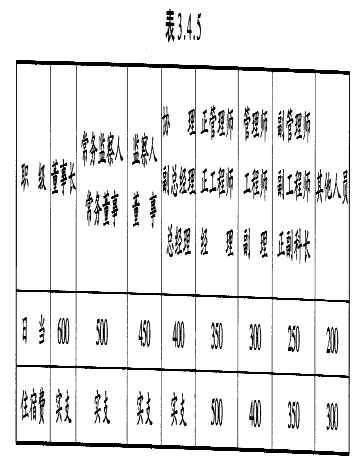 表3.4.5
职 级
董事长
常务监察人
常务董事
监察人
董 事
协 理
副总经理
总经理
正管理师
正工程师
经 理
管理师
工程师
副 理
副管理师
副工程师
正副科长
其他人员
日 当 600 500 450 400 350 300 250 200
住宿费 实支 实支 实支 实支 500 400 350 300